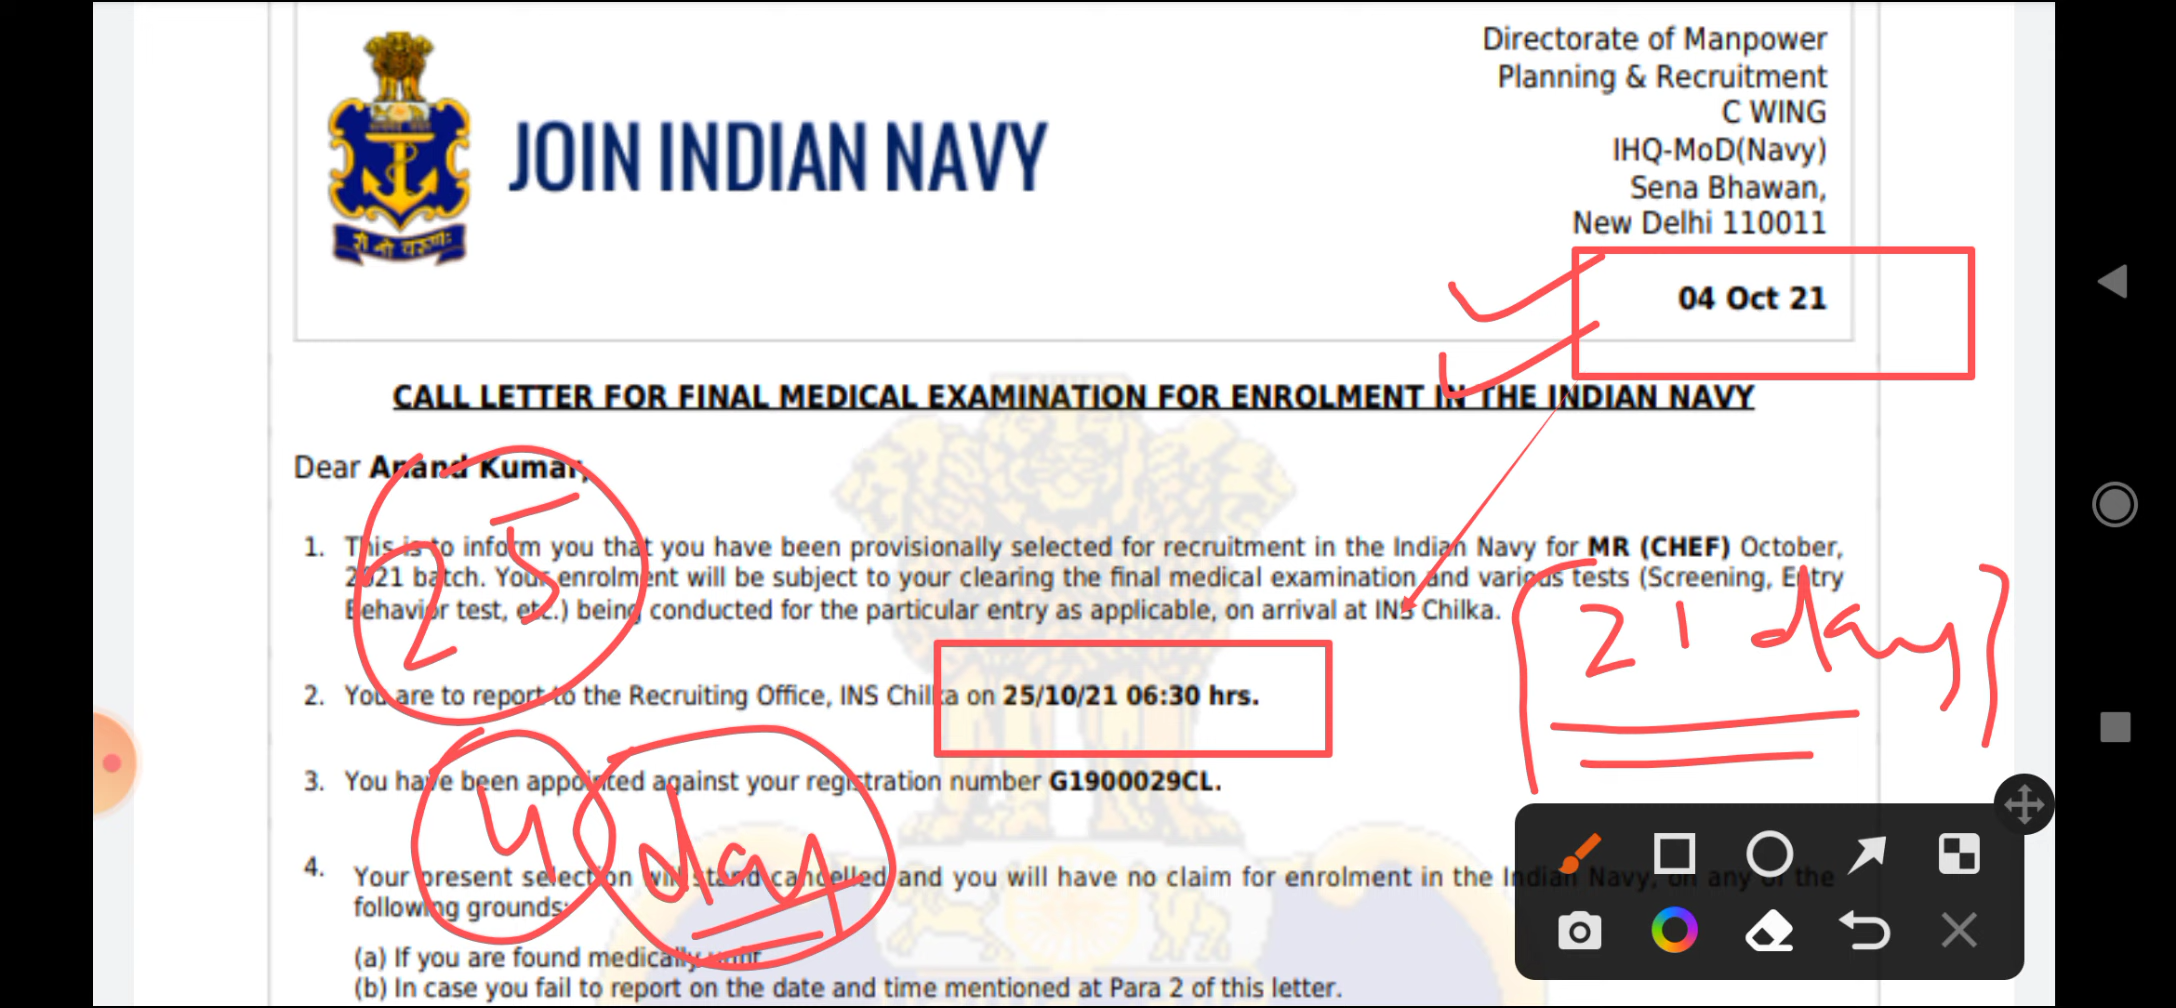 Directorate of Manpower
Planning & Recruitment
C WING
IHQ-MoD(Navy)
Sena Bhawan,
New Delhi 110011
JOIN INDIAN NAVY
04 Oct 21
CALL LETTER FOR FINAL MEDICAL EXAMINATION FOR ENROLMENT IN THE INDIAN NAVY
Dear Anand Kumar,
25
1. This is to inform you that you have been provisionally selected for recruitment in the Indian Navy for MR (CHEF) October,
2021 batch. Your enrolment will be subject to your clearing the final medical examination and various tests (Screening, Entry
Behavior test, etc.) being conducted for the particular entry as applicable, on arrival at INS Chilka.
21 day
2. You are to report to the Recruiting Office, INS Chilka on 25/10/21 06:30 hrs.
3. You have been appointed against your registration number G1900029CL.
4 day
4. Your present selection will stand cancelled and you will have no claim for enrolment in the Indian Navy, on any of the
following grounds:
(a) If you are found medically unfit
(b) In case you fail to report on the date and time mentioned at Para 2 of this letter.